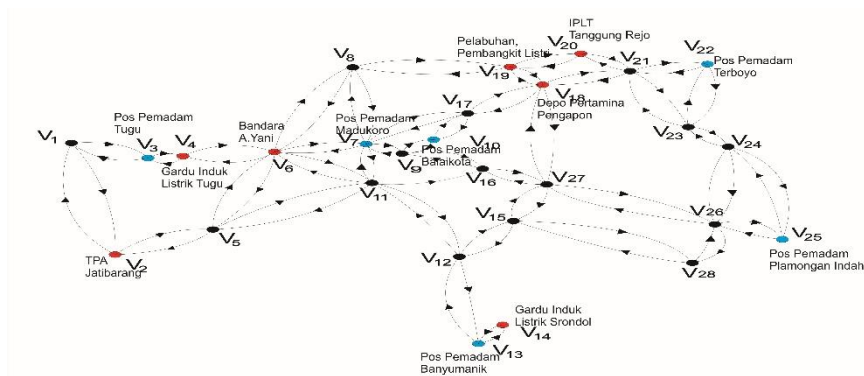 IPLT
Tanggung Rejo
V8
Pelabuhan,
Pembangkit Listri
V20
V21
V22
V19
Pos Pemadam
Terboyo
V18
Depo Pertamina
Pengapon
V17
V1
Pos Pemadam
Tugu
V3
V4
Gardu Induk
Listrik Tugu
Bandara
A.Yani
V6
Pos Pemadam
Madukoro
V7
V10
V9
Pos Pemadam
Balaikota
V23
V24
V16
V27
V11
V5
V15
V26
V25
Pos Pemadam
Plamongan Indah
TPA
Jatibarang
V2
V12
V28
Gardu Induk
Listrik Srondol
V14
V13
Pos Pemadam
Banyumanik